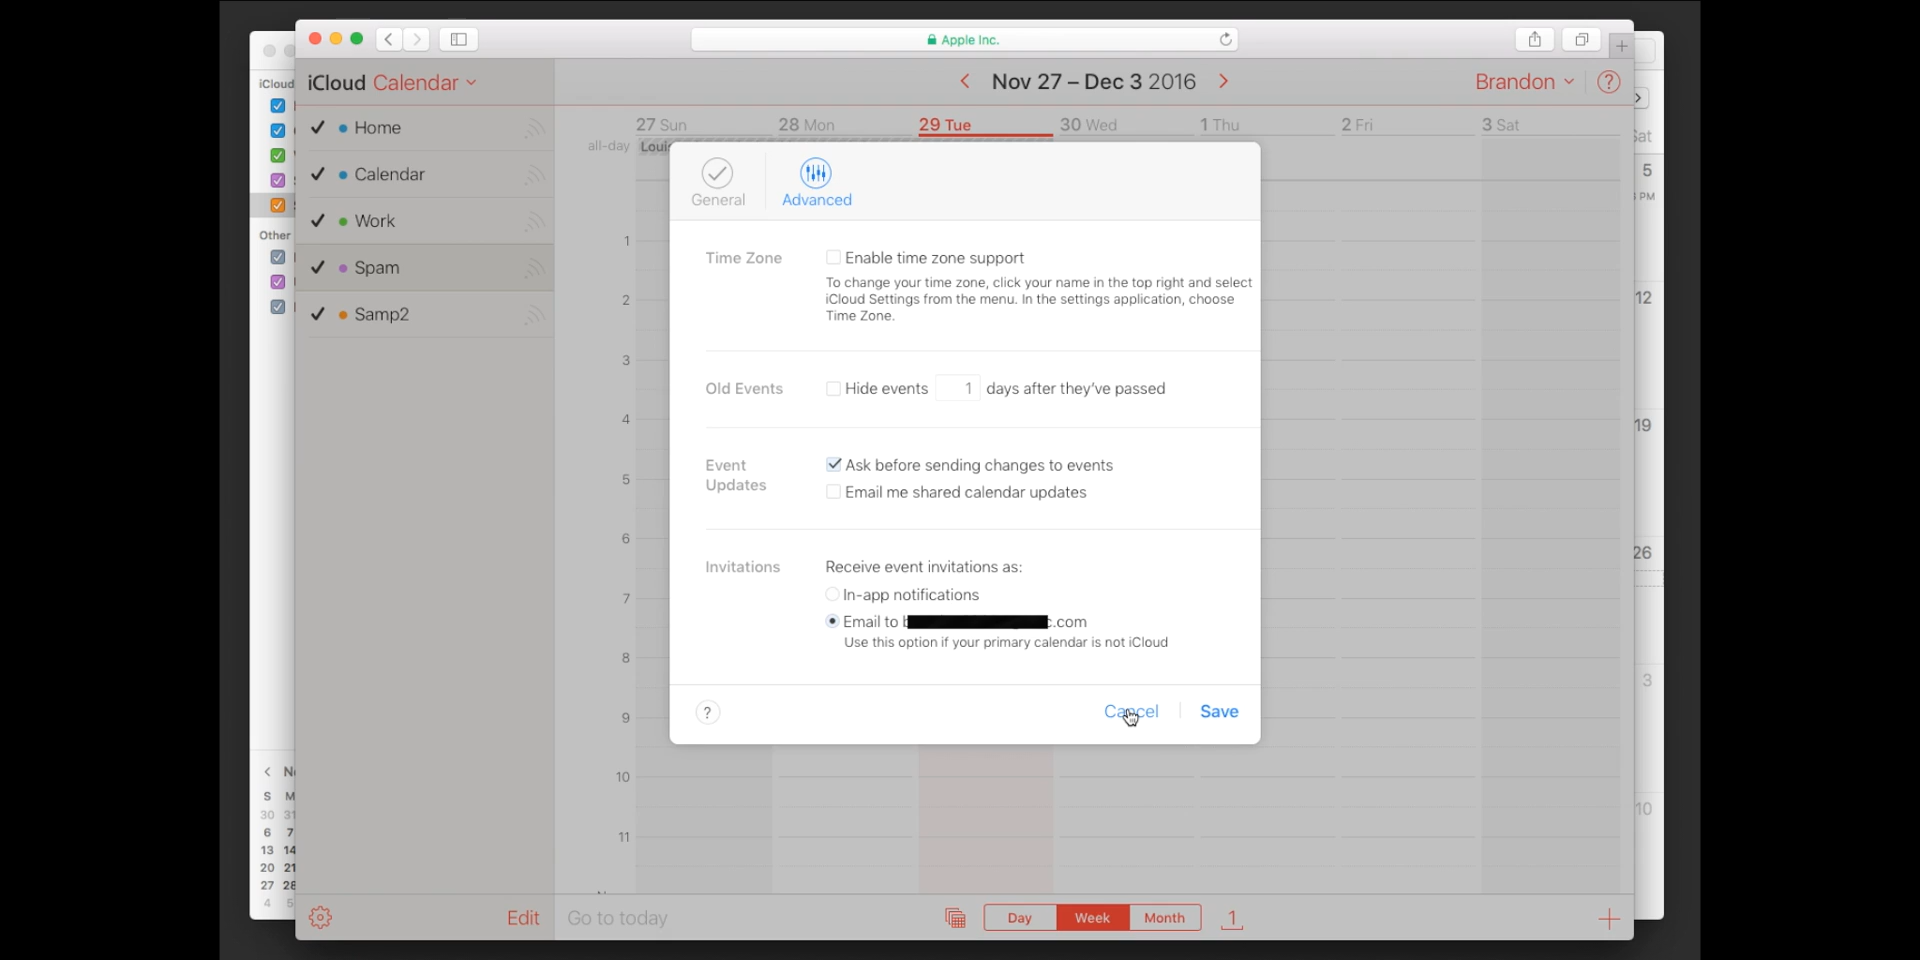 Apple Inc.
iCloud Calendar
Nov 27 – Dec 3 2016
Brandon
?
iCloud
Other
Home
Calendar
Work
Spam
Samp2
27 Sun
28 Mon
29 Tue
30 Wed
1 Thu
2 Fri
3 Sat
all-day
General
Advanced
Time Zone
Enable time zone support
To change your time zone, click your name in the top right and select
iCloud Settings from the menu. In the settings application, choose
Time Zone.
Old Events
Hide events 1 days after they've passed
Event
Updates
Ask before sending changes to events
Email me shared calendar updates
Invitations
Receive event invitations as:
In-app notifications
Email to
.com
Use this option if your primary calendar is not iCloud
?
Cancel
Save
1
2
3
4
5
6
7
8
9
10
11
5
PM
12
19
26
3
10
S
30 31
6 7
13 14
20 21
27 28
4 5
Edit
Go to today
Day
Week
Month
1